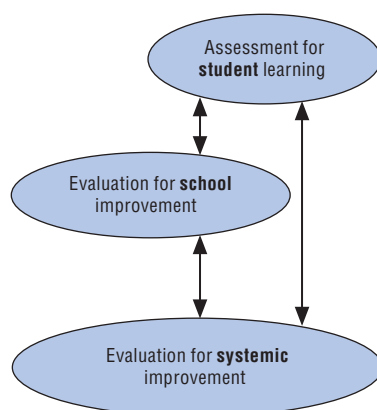 Assessment for
student learning
Evaluation for school
improvement
Evaluation for systemic
improvement